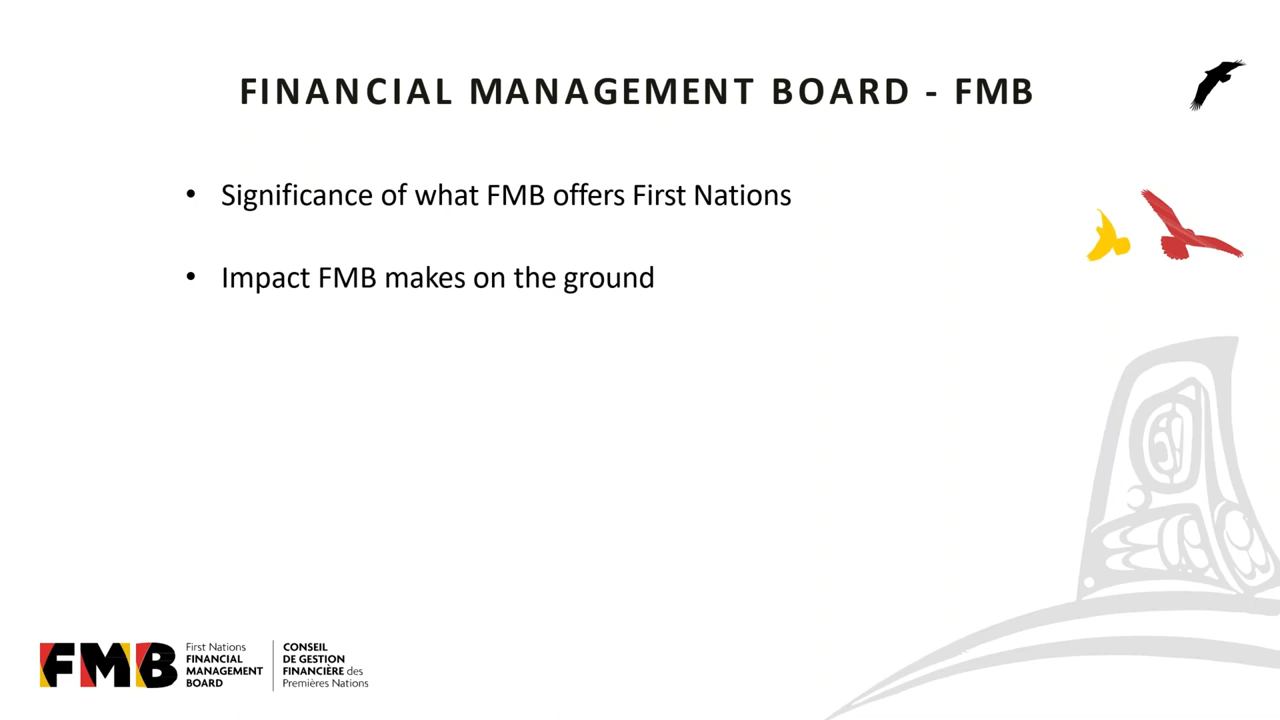 FINANCIAL MANAGEMENT BOARD - FMB
• Significance of what FMB offers First Nations
• Impact FMB makes on the ground
FMB
First Nations
FINANCIAL
MANAGEMENT
BOARD
CONSEIL
DE GESTION
FINANCIÈRE des
Premières Nations